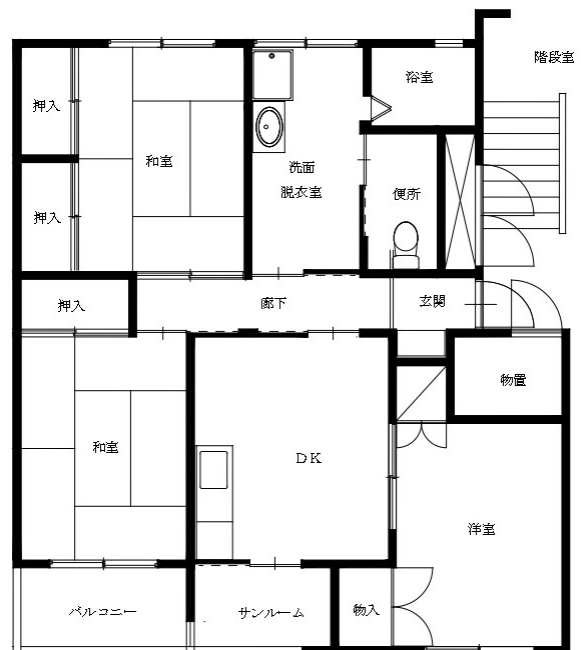 階段室
浴室
押入
和室
洗面
脱衣室
便所
押入
押入
廊下
玄関
物置
和室
DK
洋室
バルコニー
サンルーム
物入